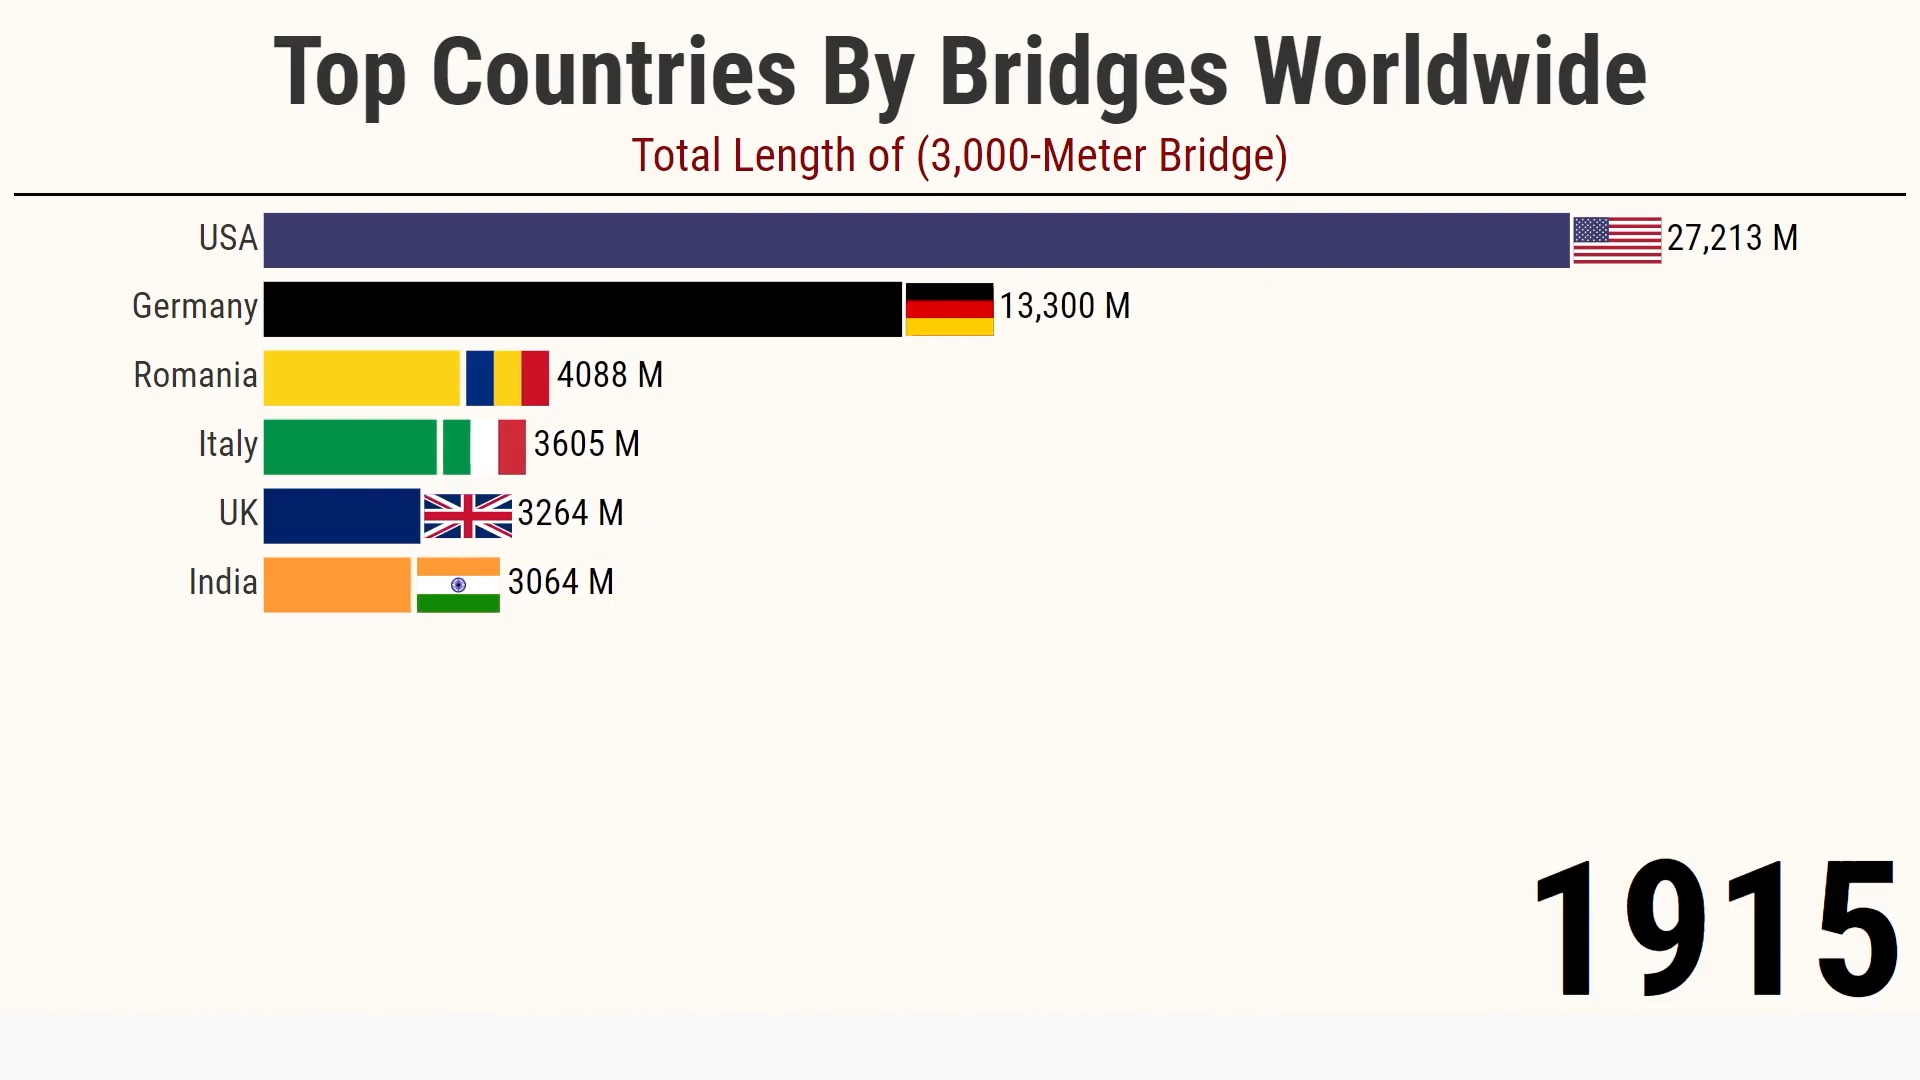 Top Countries By Bridges Worldwide
Total Length of (3,000-Meter Bridge)
USA 27,213 M
Germany 13,300 M
Romania 4088 M
Italy 3605 M
UK 3264 M
India 3064 M
1915